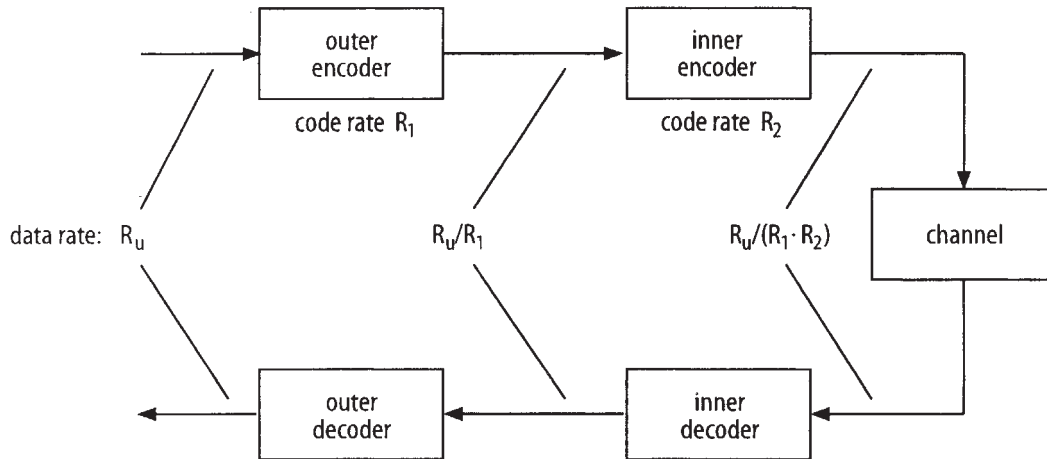 outer
encoder
inner
encoder
code rate R₁
code rate R₂
data rate: Rᵤ
Rᵤ/R₁
Rᵤ/(R₁·R₂)
channel
outer
decoder
inner
decoder